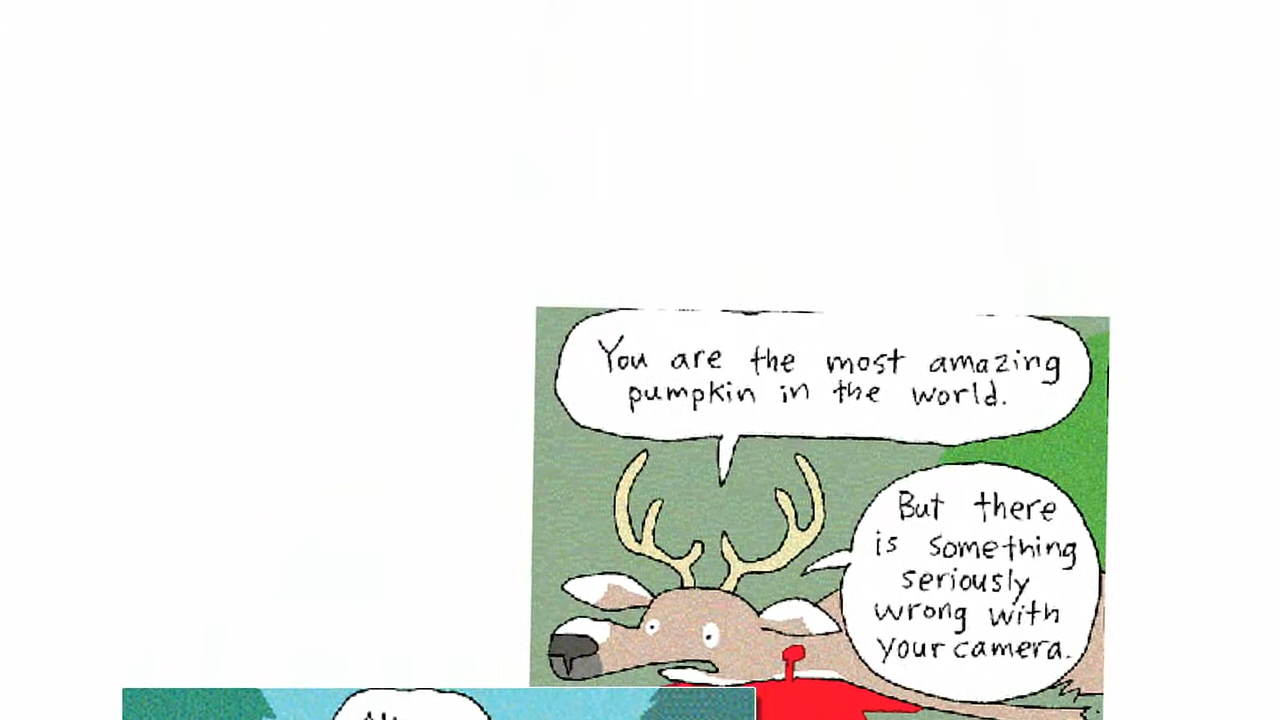 You are the most amazing
pumpkin in the world.
But there
is something
seriously
wrong with
your camera.